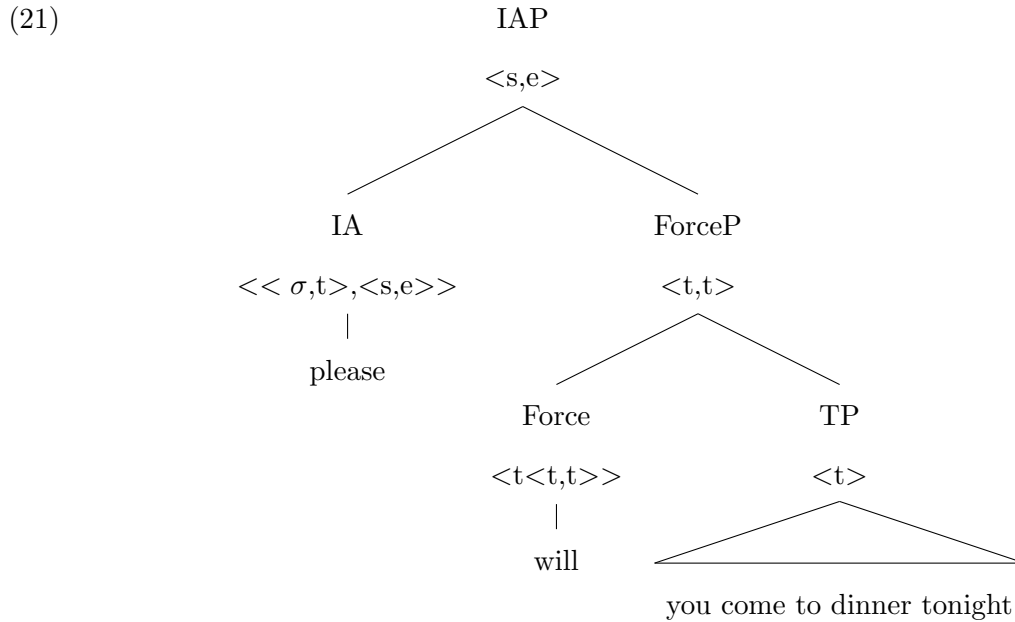 (21) IAP
<s,e>
IA ForceP
<< σ,t>,<s,e>> <t,t>
please
Force TP
<t<t,t>> <t>
will
you come to dinner tonight